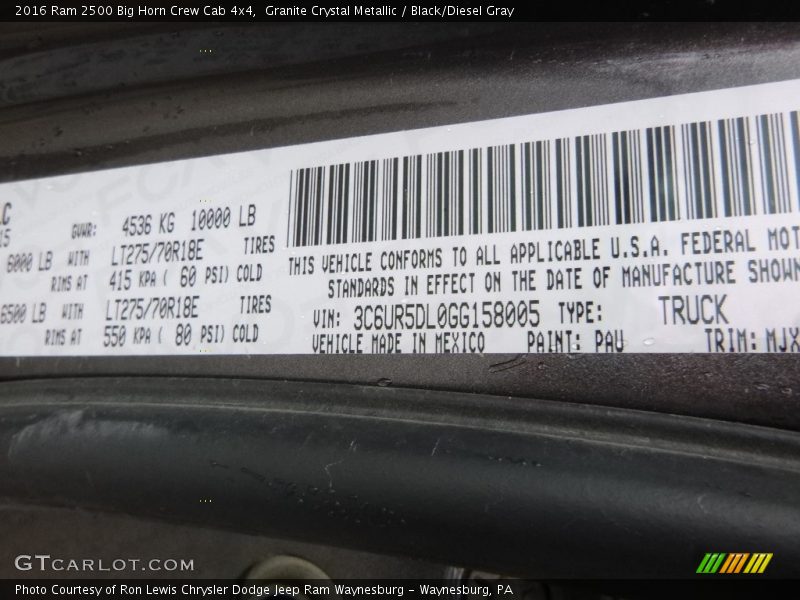 2016 Ram 2500 Big Horn Crew Cab 4x4,  Granite Crystal Metallic / Black/Diesel Gray
GVWR: 4536 KG 10000 LB
6000 LB WITH LT275/70R18E TIRES
RIMS AT 415 KPA ( 60 PSI) COLD
6500 LB WITH LT275/70R18E TIRES
RIMS AT 550 KPA ( 80 PSI) COLD
THIS VEHICLE CONFORMS TO ALL APPLICABLE U.S.A. FEDERAL MOT
STANDARDS IN EFFECT ON THE DATE OF MANUFACTURE SHOWN
VIN: 3C6UR5DL0GG158005 TYPE: TRUCK
VEHICLE MADE IN MEXICO PAINT: PAU TRIM: MJX
GTCARLOT.COM
Photo Courtesy of Ron Lewis Chrysler Dodge Jeep Ram Waynesburg – Waynesburg, PA